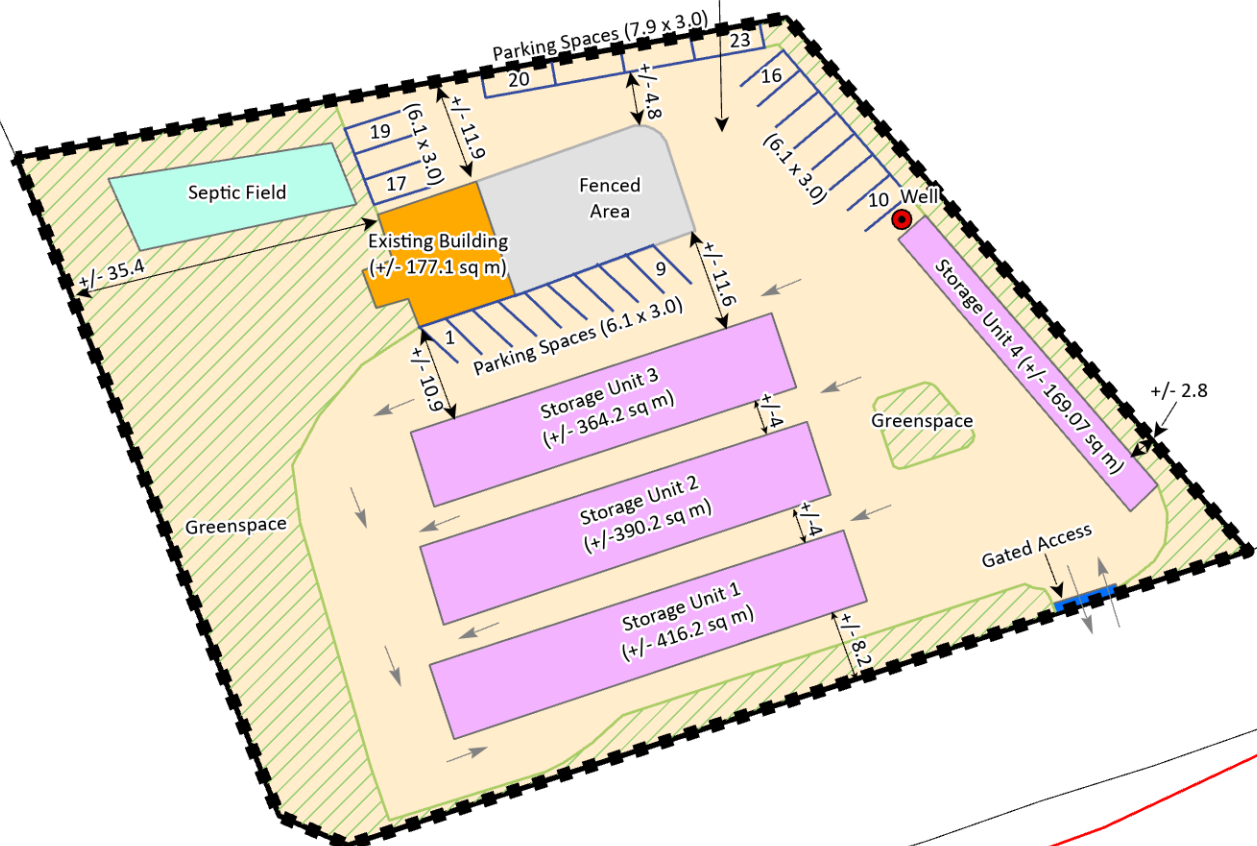 Parking Spaces (7.9 x 3.0)
20
23
16
+/- 4.8
+/- 11.9
(6.1 x 3.0)
19
17
(6.1 x 3.0)
10
Well
Septic Field
Fenced
Area
Existing Building
(+/- 177.1 sq m)
+/- 35.4
9
1
Parking Spaces (6.1 x 3.0)
+/- 11.6
+/- 10.9
Storage Unit 4 (+/- 169.07 sq m)
+/- 2.8
Storage Unit 3
(+/- 364.2 sq m)
+/-4
Greenspace
Storage Unit 2
(+/-390.2 sq m)
+/-4
Greenspace
Gated Access
Storage Unit 1
(+/- 416.2 sq m)
+/- 8.2